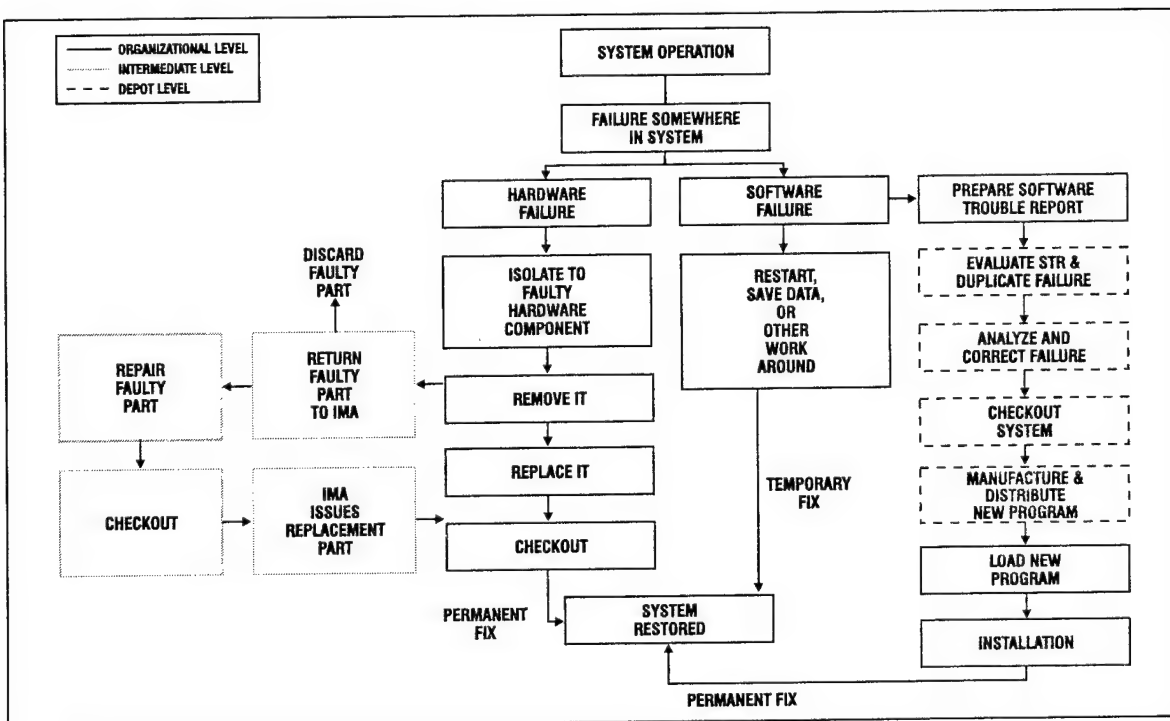 ORGANIZATIONAL LEVEL
INTERMEDIATE LEVEL
DEPOT LEVEL
SYSTEM OPERATION
FAILURE SOMEWHERE
IN SYSTEM
HARDWARE
FAILURE
SOFTWARE
FAILURE
PREPARE SOFTWARE
TROUBLE REPORT
DISCARD
FAULTY
PART
ISOLATE TO
FAULTY
HARDWARE
COMPONENT
RESTART,
SAVE DATA,
OR
OTHER
WORK
AROUND
EVALUATE STR &
DUPLICATE FAILURE
ANALYZE AND
CORRECT FAILURE
REPAIR
FAULTY
PART
RETURN
FAULTY
PART
TO IMA
REMOVE IT
CHECKOUT
SYSTEM
REPLACE IT
TEMPORARY
FIX
MANUFACTURE &
DISTRIBUTE
NEW PROGRAM
CHECKOUT
IMA
ISSUES
REPLACEMENT
PART
CHECKOUT
LOAD NEW
PROGRAM
PERMANENT
FIX
SYSTEM
RESTORED
INSTALLATION
PERMANENT FIX